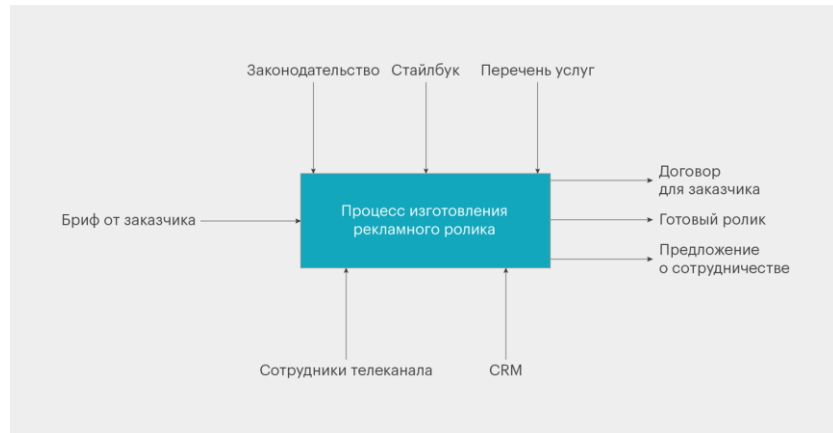 Законодательство Стайлбук Перечень услуг
Договор
для заказчика
Бриф от заказчика
Процесс изготовления
рекламного ролика
Готовый ролик
Предложение
о сотрудничестве
Сотрудники телеканала CRM